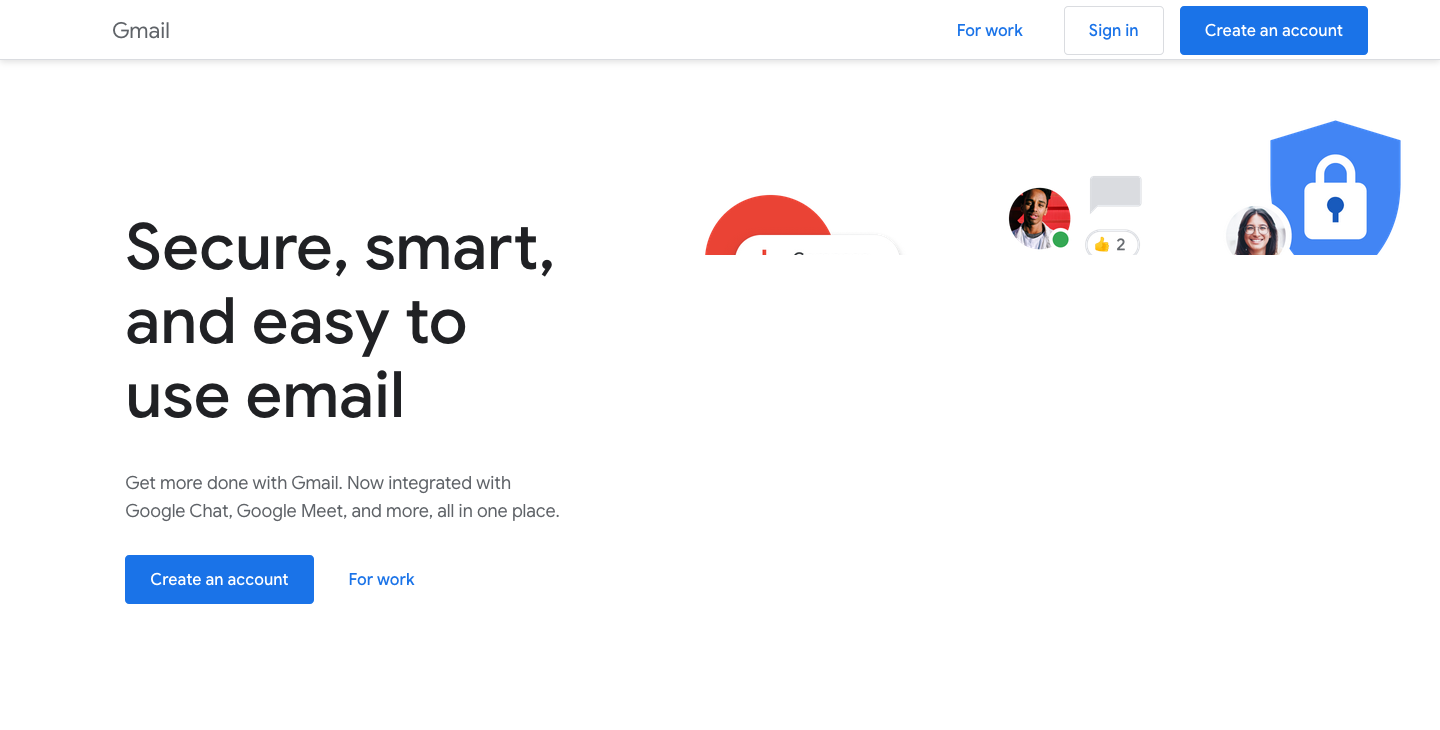 Gmail
For work
Sign in
Create an account
Secure, smart,
and easy to
use email
2
Get more done with Gmail. Now integrated with
Google Chat, Google Meet, and more, all in one place.
Create an account
For work